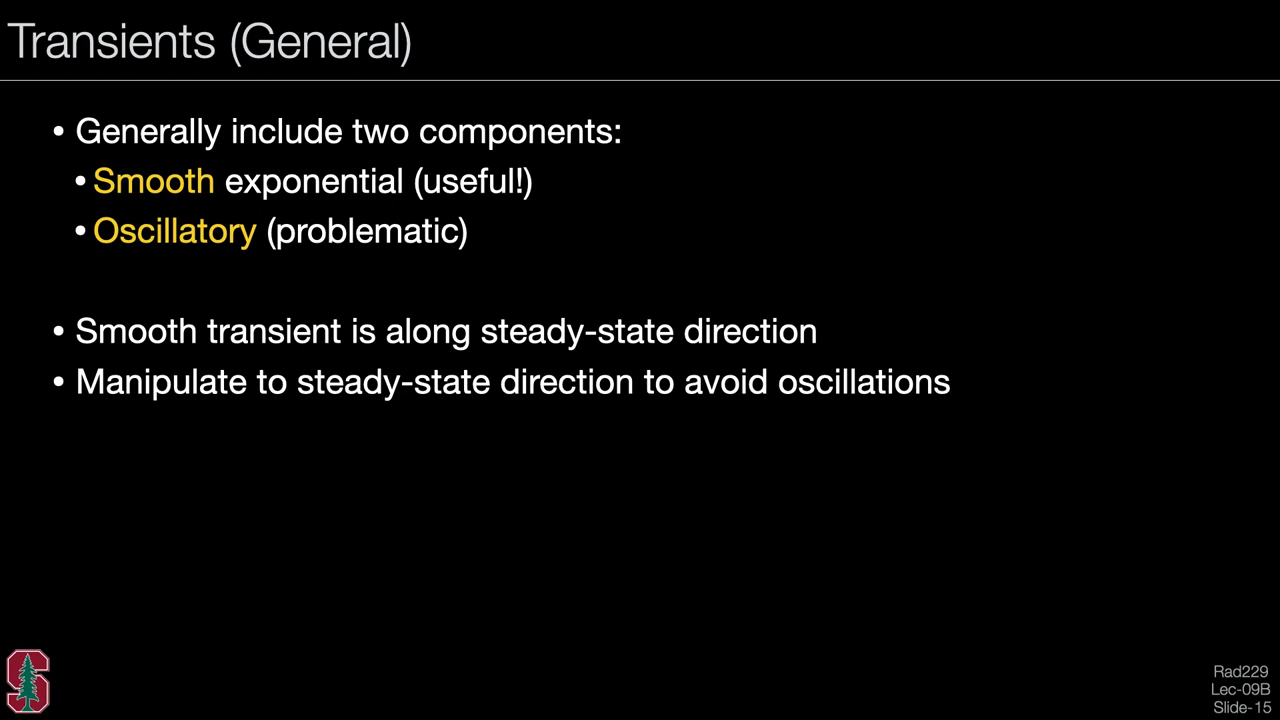 Transients (General)
• Generally include two components:
• Smooth exponential (useful!)
• Oscillatory (problematic)
• Smooth transient is along steady-state direction
• Manipulate to steady-state direction to avoid oscillations
S
Rad229
Lec-09B
Slide-15